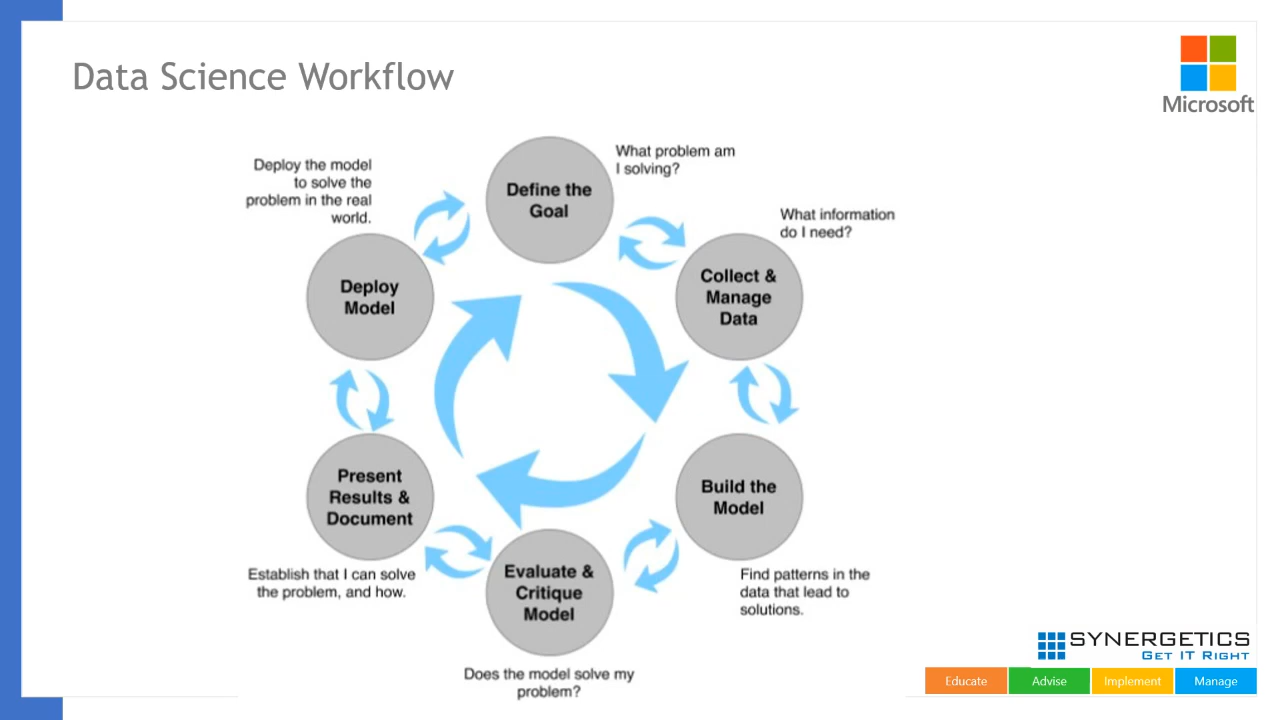 Data Science Workflow
Microsoft
Deploy the model
to solve the
problem in the real
world.
Define the
Goal
What problem am
I solving?
What information
do I need?
Collect &
Manage
Data
Deploy
Model
Present
Results &
Document
Build the
Model
Establish that I can solve
the problem, and how.
Evaluate &
Critique
Model
Find patterns in the
data that lead to
solutions.
Does the model solve my
problem?
SYNERGETICS
GET IT RIGHT
Educate
Advise
Implement
Manage